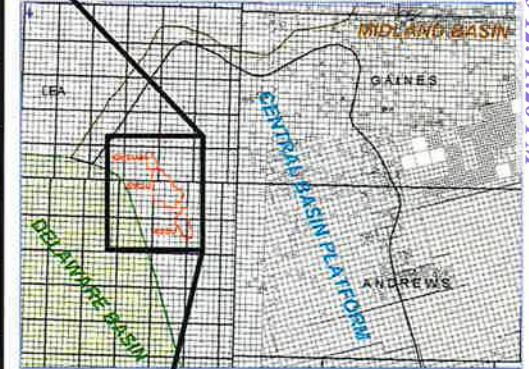 MIDLAND BASIN
GAINES
LEA
CENTRAL BASIN PLATFORM
DELAWARE BASIN
ANDREWS